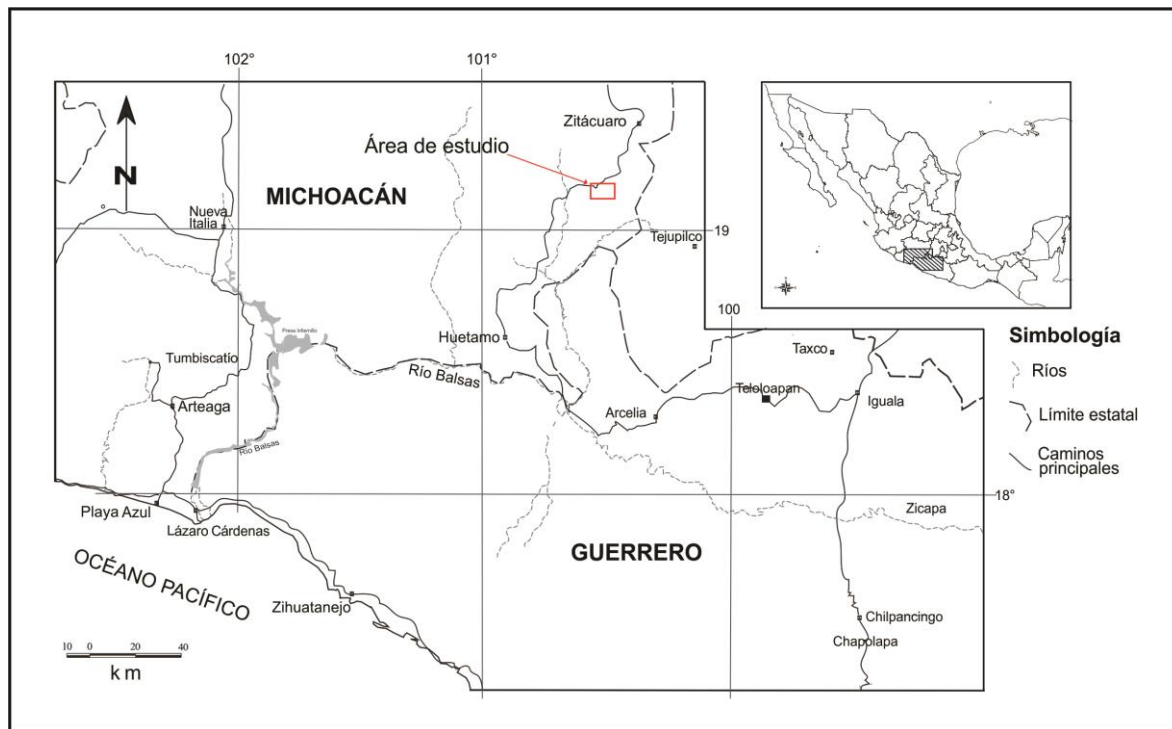 102°
101°
Zitácuaro
Área de estudio
N
MICHOACÁN
Nueva
Italia
19
Tejupilco
100
Simbología
Presa Infiernillo
Huetamo
Taxco
Tumbiscatío
Río Balsas
Ríos
Teloloapan
Arteaga
Arcelia
Iguala
Límite estatal
Río Balsas
Caminos
principales
18°
Playa Azul
Zicapa
Lázaro Cárdenas
GUERRERO
OCÉANO PACÍFICO
Zihuatanejo
Chilpancingo
Chapolapa
10 0 20 40
km